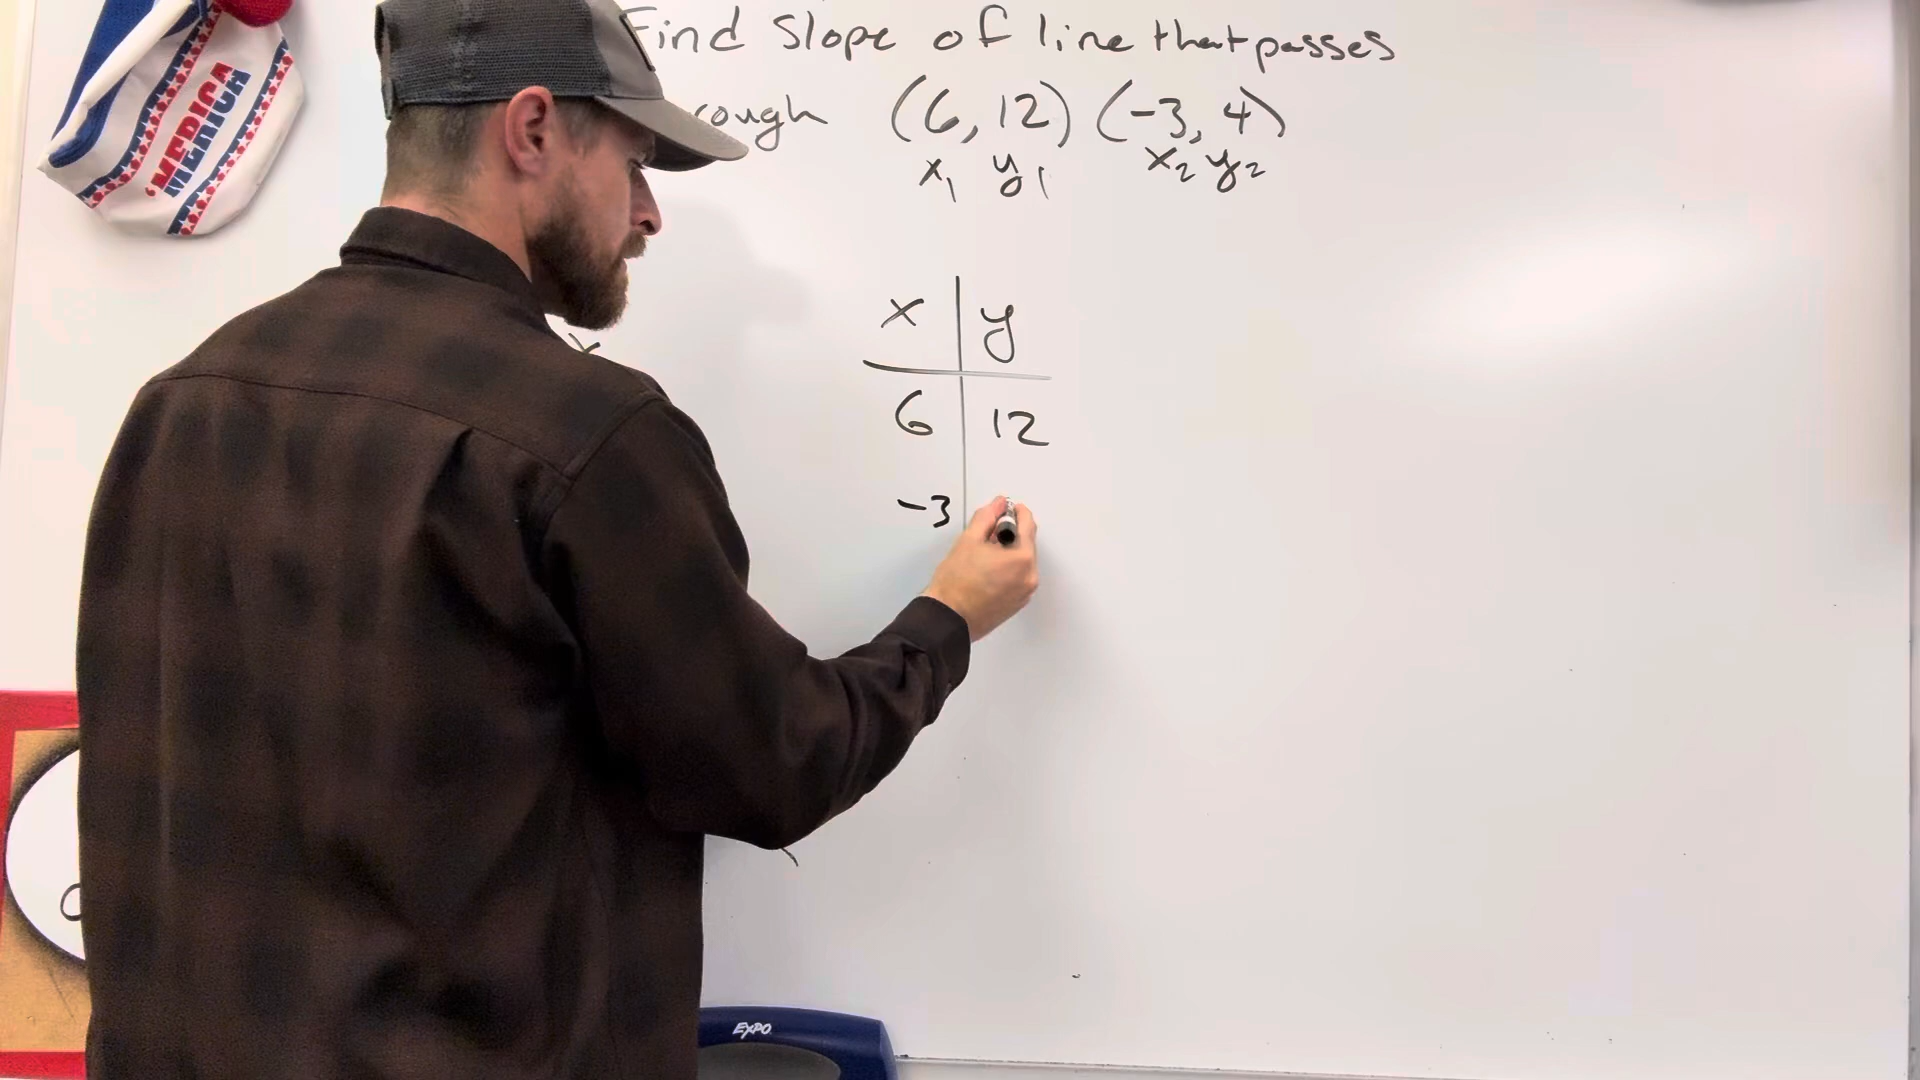 Find Slope of line that passes
rough (6, 12) (-3, 4)
x1 y1 x2 y2
x y
6 12
-3
'MERICA
MERICA
EXPO